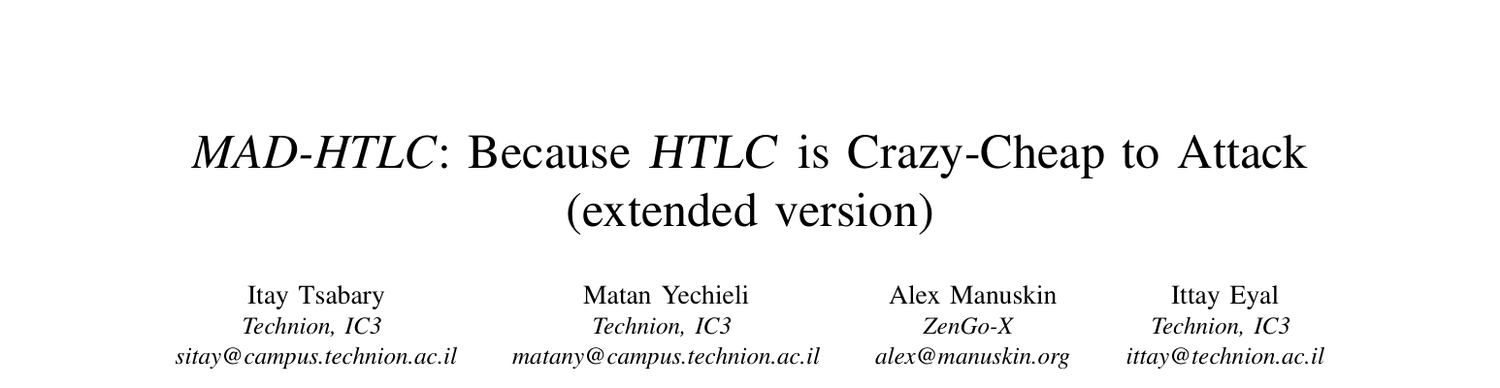 MAD-HTLC: Because HTLC is Crazy-Cheap to Attack
(extended version)
Itay Tsabary Matan Yechieli Alex Manuskin Ittay Eyal
Technion, IC3 Technion, IC3 ZenGo-X Technion, IC3
sitay@campus.technion.ac.il matany@campus.technion.ac.il alex@manuskin.org ittay@technion.ac.il